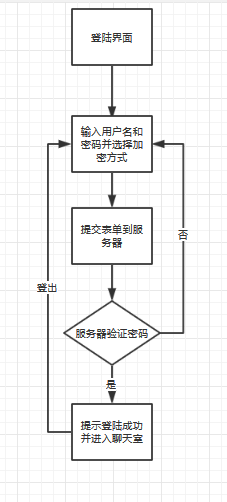 登陆界面
输入用户名和
密码并选择加
密方式
提交表单到服
务器
否
登出
服务器验证密码
是
提示登陆成功
并进入聊天室